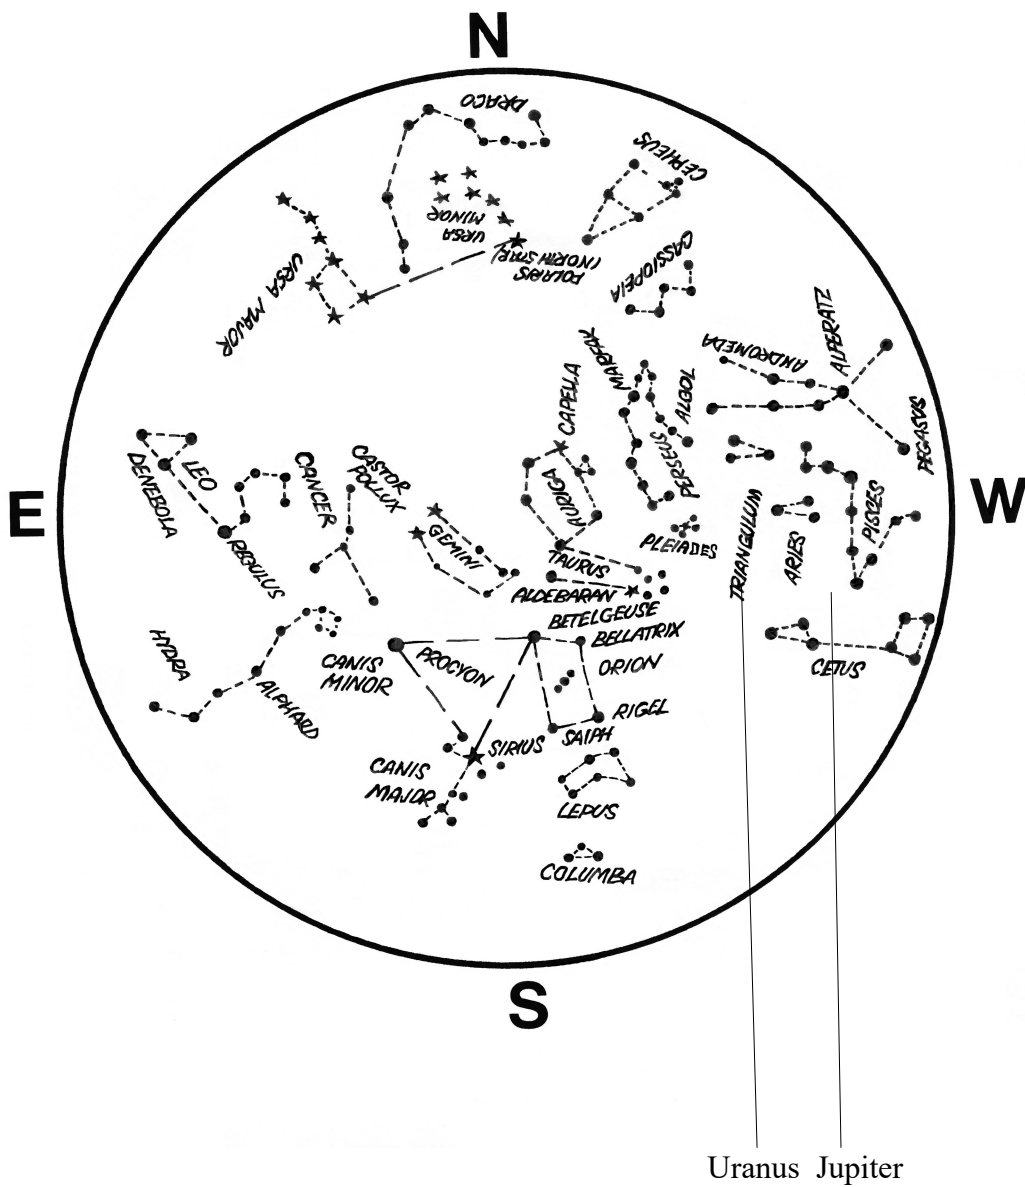 N
DRACO
CEPHEUS
URSA
MINOR
POLARIS
(NORTH STAR)
CASSIOPEIA
URSA MAJOR
ANDROMEDA
ALPERATZ
MARFAK
CAPELLA
ALGOL
PEGASUS
PERSEUS
DENEBOLA
LEO
CANCER
CASTOR
POLLUX
AURIGA
E
W
REGULUS
GEMINI
PLEIADES
TRIANGULUM
ARIES
PISCES
TAURUS
ALDEBARAN
BETELGEUSE
BELLATRIX
HYDRA
CANIS
MINOR
PROCYON
ORION
CETUS
ALPHARD
RIGEL
SIRIUS
SAIPH
CANIS
MAJOR
LEPUS
COLUMBA
S
Uranus Jupiter